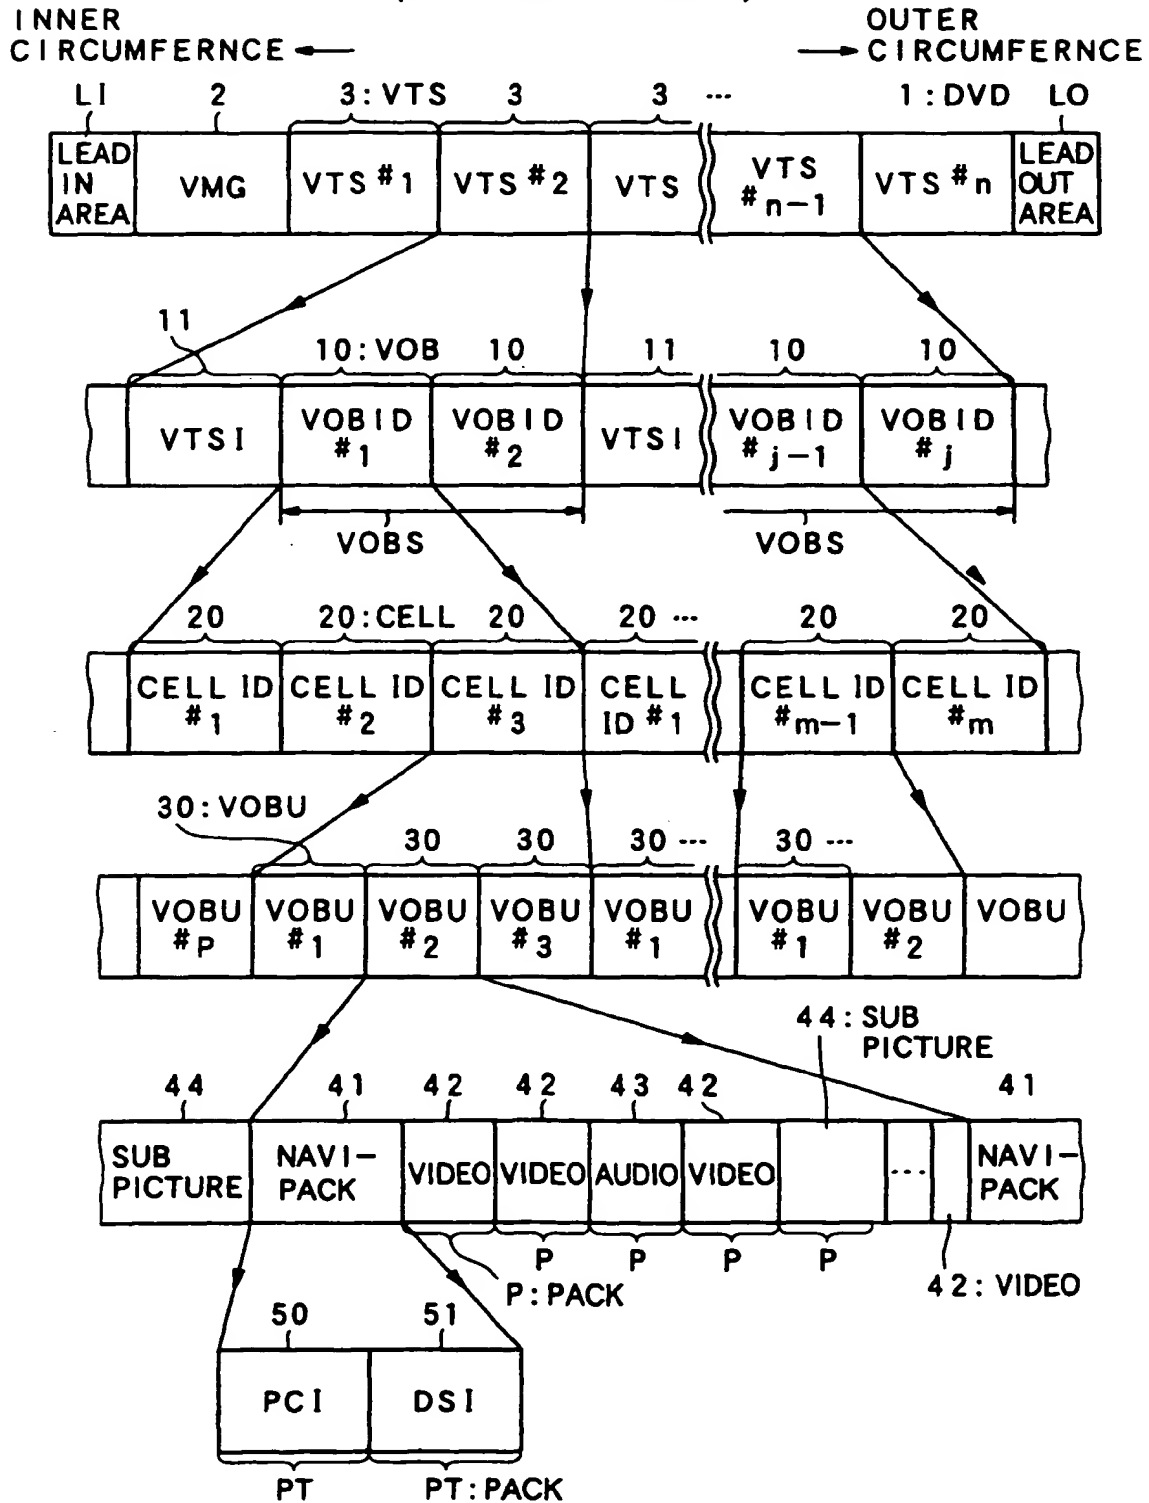 INNER
CIRCUMFERNCE
OUTER
CIRCUMFERNCE
LI 2 3:VTS 3 3 ... 1:DVD LO
LEAD IN AREA
VMG
VTS #1
VTS #2
VTS
VTS #n-1
VTS #n
LEAD OUT AREA
11
10:VOB 10 11 10 10
VTSI
VOBID #1
VOBID #2
VTSI
VOBID #j-1
VOBID #j
VOBS
VOBS
20 20:CELL 20 20 ... 20 20
CELL ID #1
CELL ID #2
CELL ID #3
CELL ID #1
CELL ID #m-1
CELL ID #m
30:VOBU
30 30 30 ... 30 ...
VOBU #P
VOBU #1
VOBU #2
VOBU #3
VOBU #1
VOBU #1
VOBU #2
VOBU
44:SUB
PICTURE
44 41 42 42 43 42 41
SUB PICTURE
NAVI-PACK
VIDEO
VIDEO
AUDIO
VIDEO
...
NAVI-PACK
P P P P
P:PACK
42:VIDEO
50 51
PCI
DSI
PT
PT:PACK